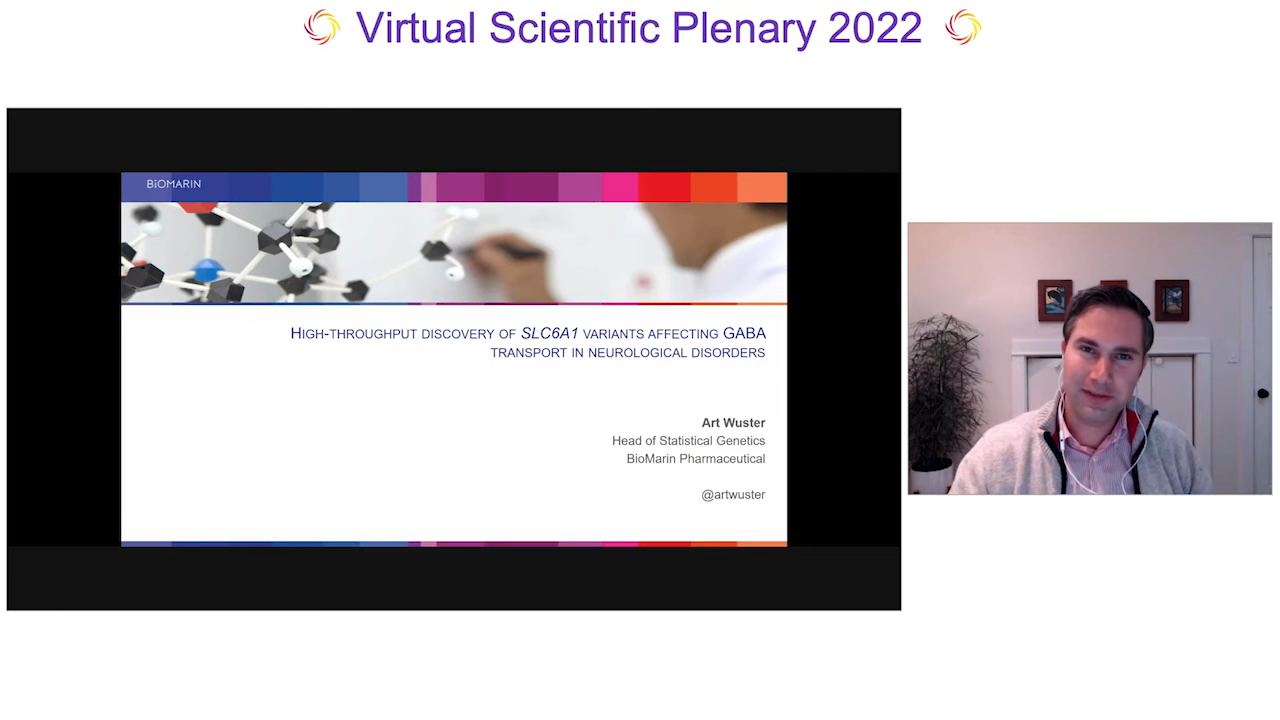 Virtual Scientific Plenary 2022
BIOMARIN
HIGH-THROUGHPUT DISCOVERY OF SLC6A1 VARIANTS AFFECTING GABA
TRANSPORT IN NEUROLOGICAL DISORDERS
Art Wuster
Head of Statistical Genetics
BioMarin Pharmaceutical
@artwuster